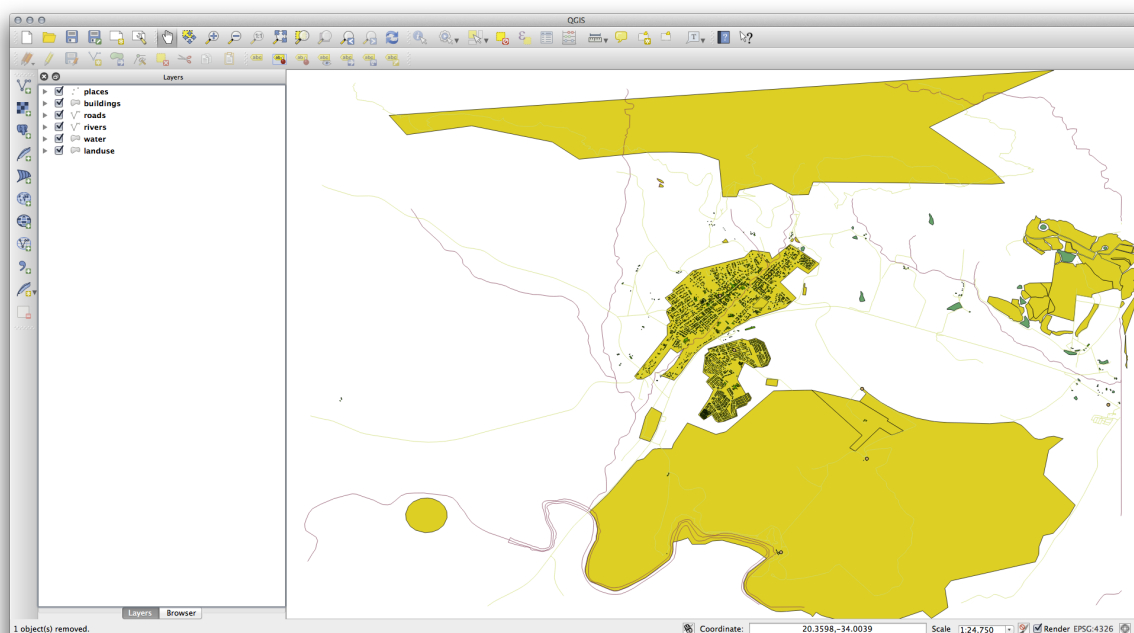 QGIS
Layers
places
buildings
roads
rivers
water
landuse
Layers Browser
1 object(s) removed. Coordinate: 20.3598,-34.0039 Scale 1:24.750 Render EPSG:4326